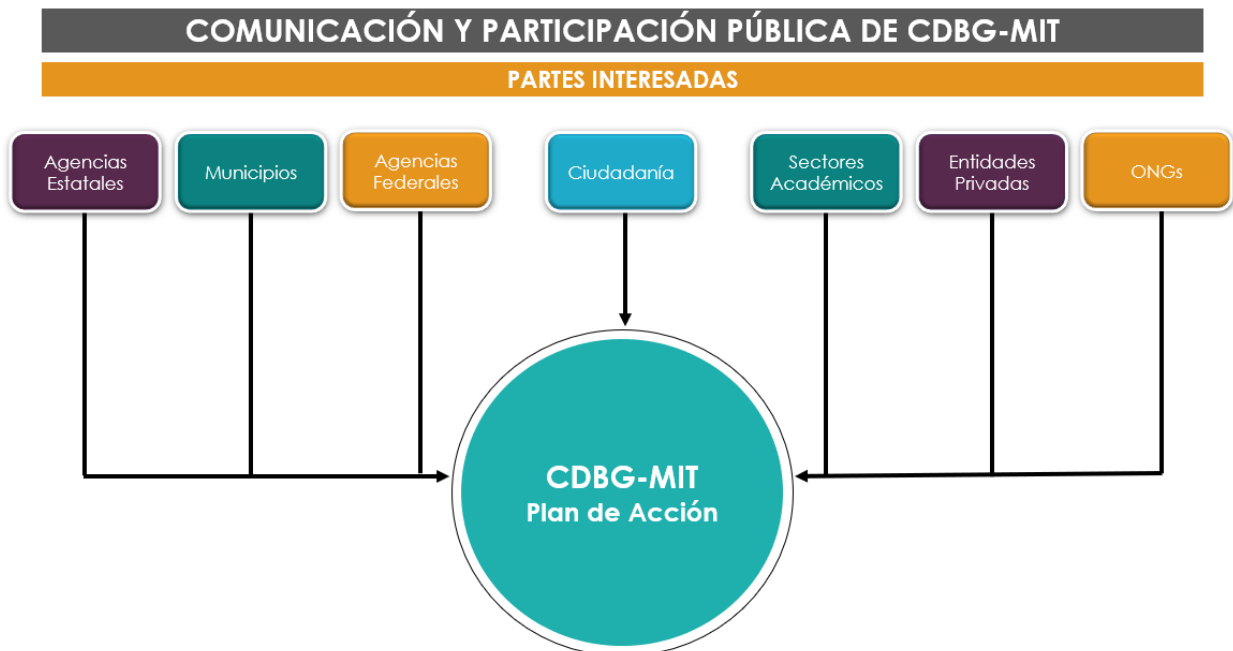 COMUNICACIÓN Y PARTICIPACIÓN PÚBLICA DE CDBG-MIT
PARTES INTERESADAS
Agencias
Estatales
Municipios
Agencias
Federales
Ciudadanía
Sectores
Académicos
Entidades
Privadas
ONGs
CDBG-MIT
Plan de Acción